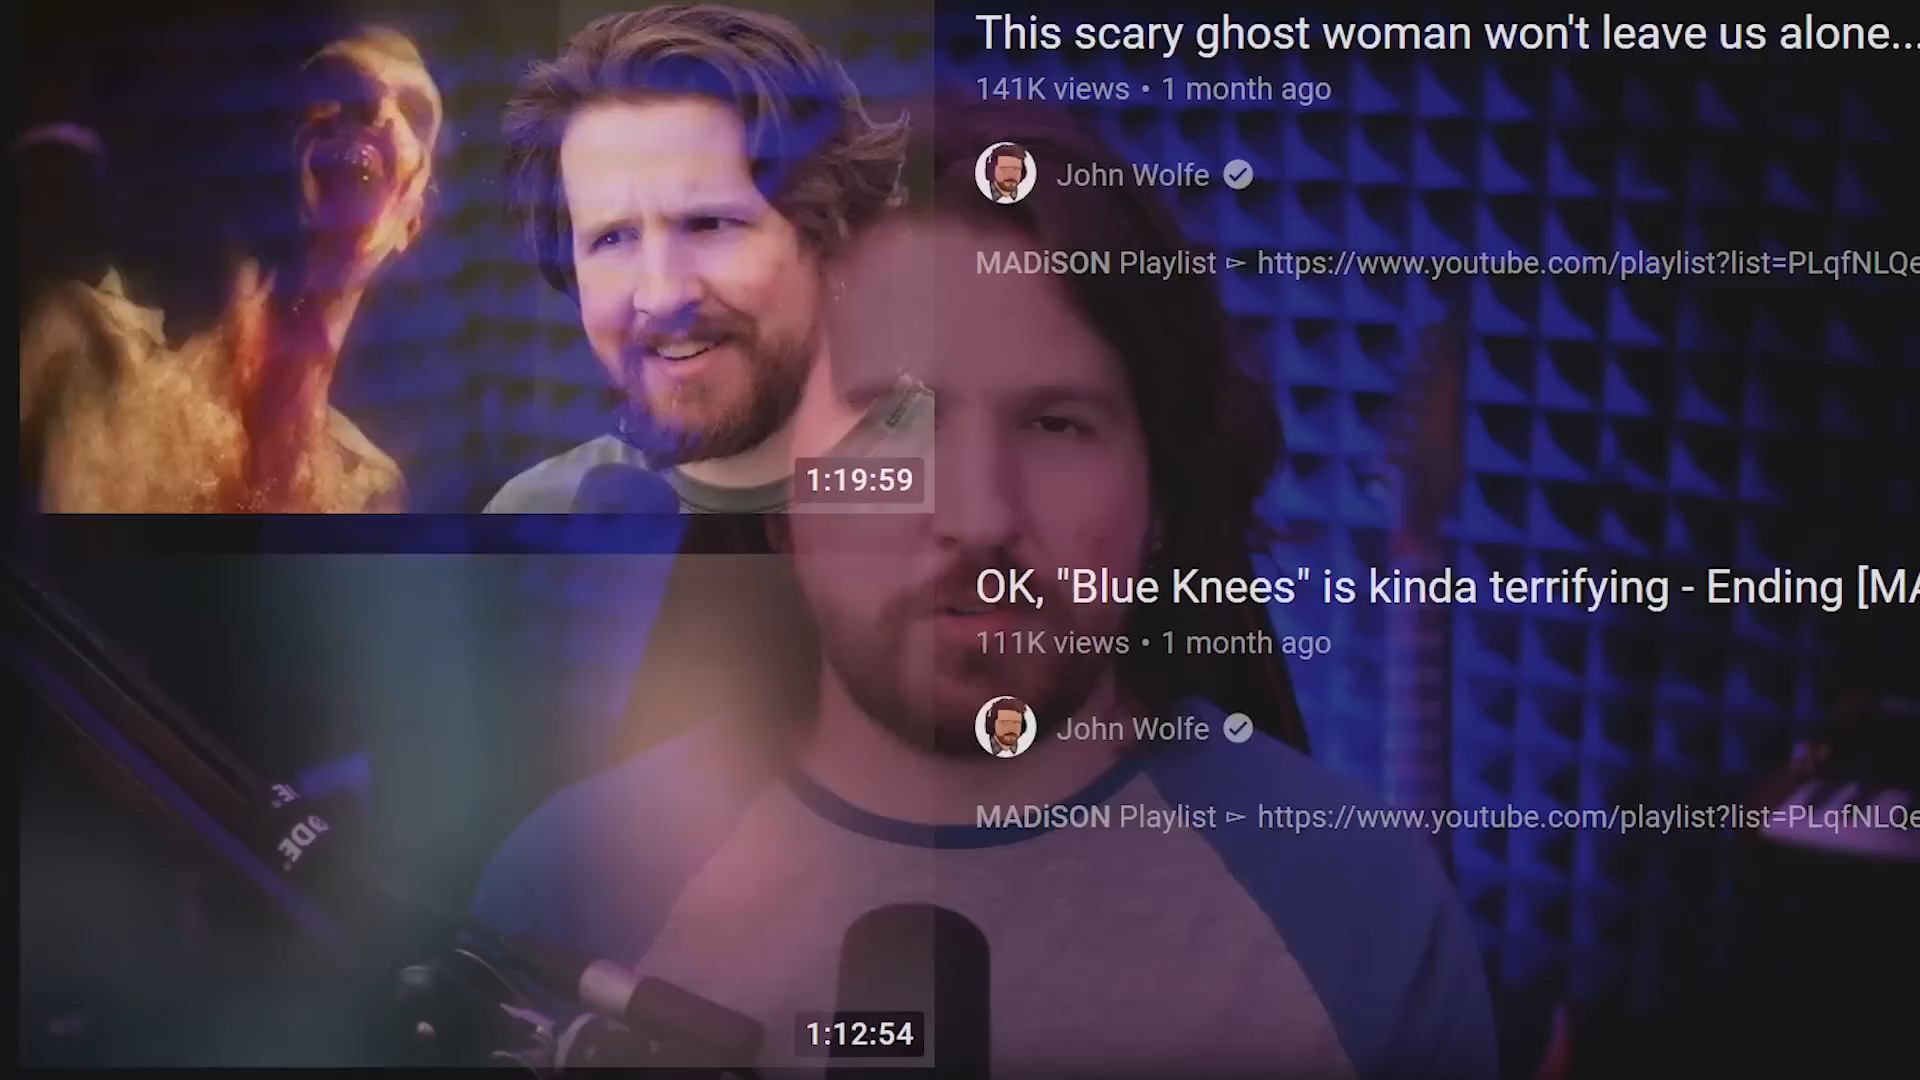 This scary ghost woman won't leave us alone...
141K views • 1 month ago
John Wolfe
MADiSON Playlist ► https://www.youtube.com/playlist?list=PLqfNLQe
1:19:59
OK, "Blue Knees" is kinda terrifying - Ending [MA
111K views • 1 month ago
John Wolfe
MADiSON Playlist ► https://www.youtube.com/playlist?list=PLqfNLQe
1:12:54